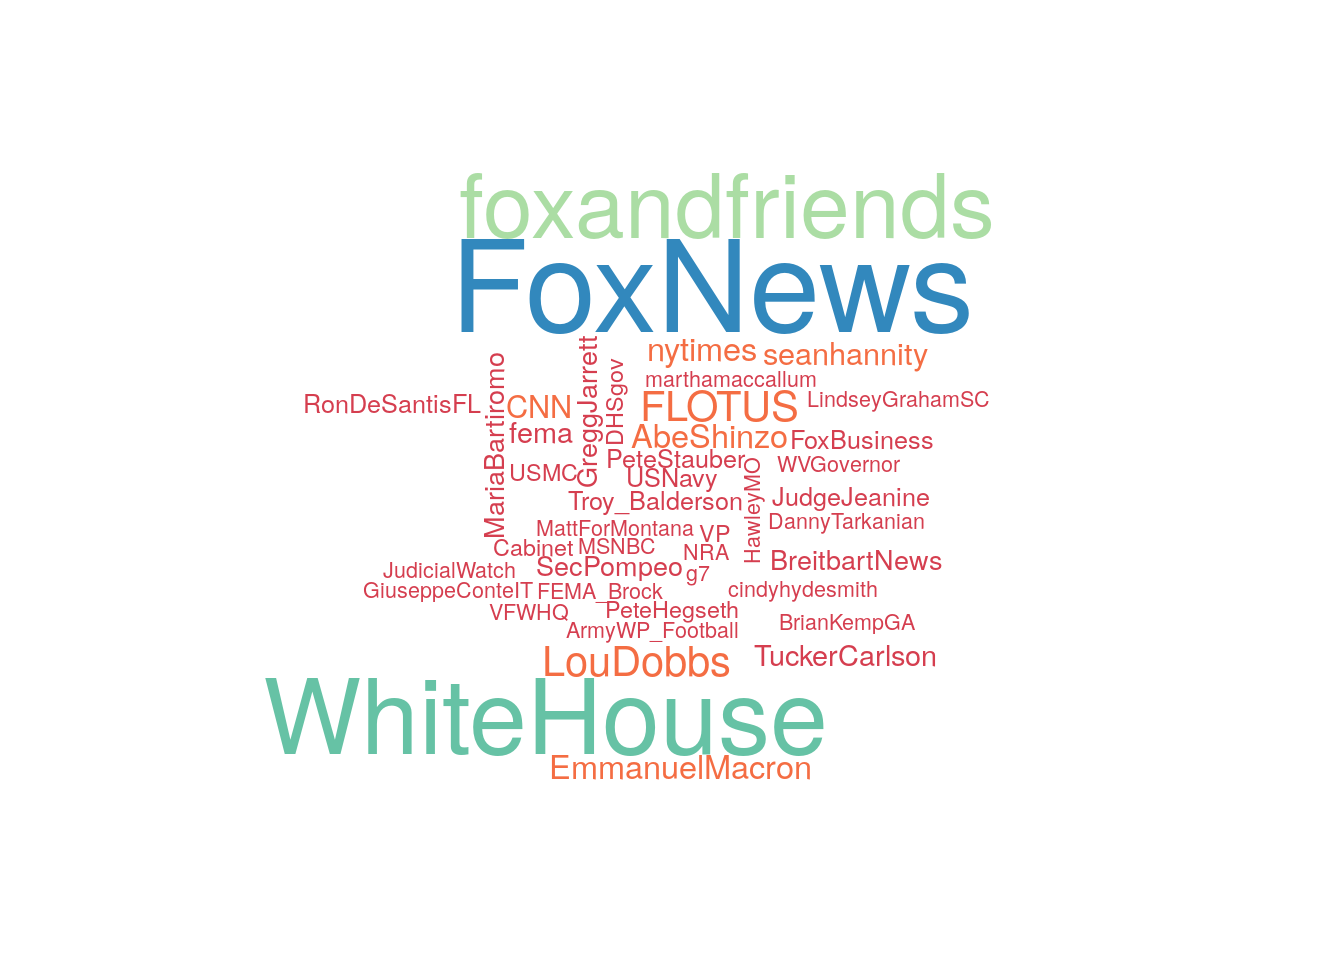 foxandfriends
FoxNews
nytimes
seanhannity
marthamaccallum
RonDeSantisFL
MariaBartiromo
CNN
GreggJarrett
DHSgov
FLOTUS
LindseyGrahamSC
fema
AbeShinzo
FoxBusiness
USMC
PeteStauber
WVGovernor
USNavy
Troy_Balderson
HawleyMO
JudgeJeanine
MattForMontana
VP
DannyTarkanian
Cabinet
MSNBC
NRA
JudicialWatch
SecPompeo
g7
BreitbartNews
GiuseppeConteIT
FEMA_Brock
cindyhydesmith
VFWHQ
PeteHegseth
BrianKempGA
ArmyWP_Football
LouDobbs
TuckerCarlson
WhiteHouse
EmmanuelMacron